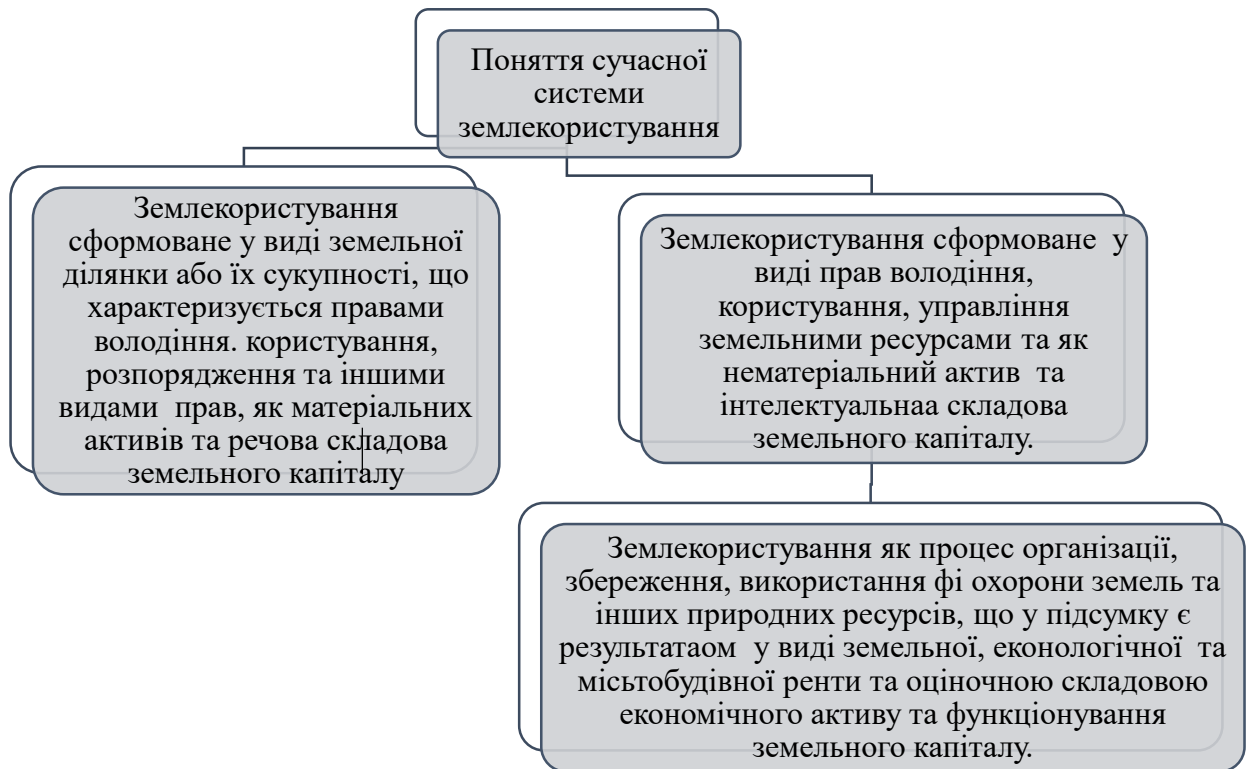 Поняття сучасної
системи
землекористування
Землекористування
сформоване у виді земельної
ділянки або їх сукупності, що
характеризується правами
володіння. користування,
розпорядження та іншими
видами прав, як матеріальних
активів та речова складова
земельного капіталу
Землекористування сформоване у
виді прав володіння,
користування, управління
земельними ресурсами та як
нематеріальний актив та
інтелектуальнаа складова
земельного капіталу.
Землекористування як процес організації,
збереження, використання фі охорони земель та
інших природних ресурсів, що у підсумку є
результатаом у виді земельної, еконологічної та
місьтобудівної ренти та оціночною складовою
економічного активу та функціонування
земельного капіталу.